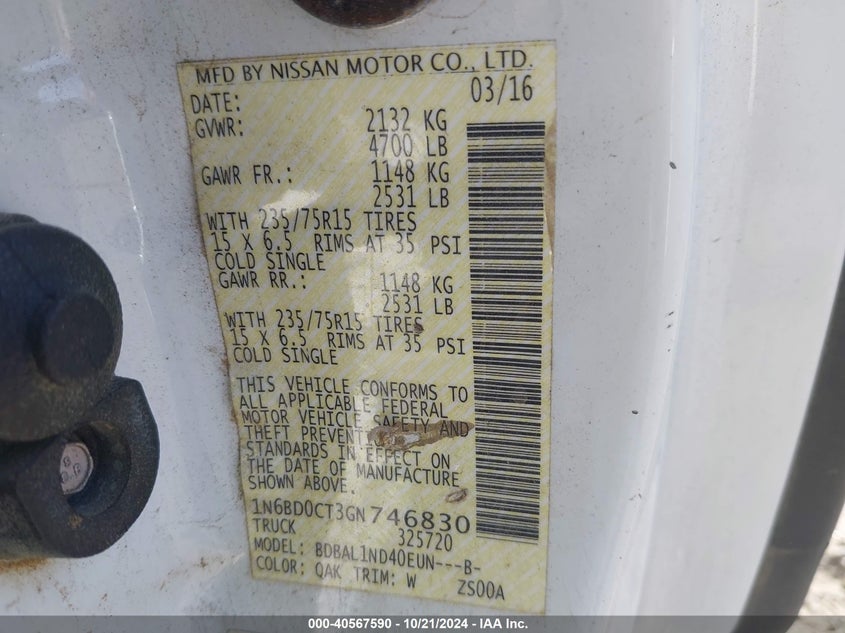 MFD BY NISSAN MOTOR CO., LTD.
DATE: 03/16
GVWR: 2132 KG
4700 LB
GAWR FR.: 1148 KG
2531 LB
WITH 235/75R15 TIRES
15 X 6.5 RIMS AT 35 PSI
COLD SINGLE
GAWR RR.: 1148 KG
2531 LB
WITH 235/75R15 TIRES
15 X 6.5 RIMS AT 35 PSI
COLD SINGLE
THIS VEHICLE CONFORMS TO
ALL APPLICABLE FEDERAL
MOTOR VEHICLE SAFETY AND
THEFT PREVENTI
STANDARDS IN EFFECT ON
THE DATE OF MANUFACTURE
SHOWN ABOVE.
1N6BD0CT3GN746830
TRUCK 325720
MODEL: BDBAL1ND40EUN---B-
COLOR: QAK TRIM: W ZS00A
000-40567590 - 10/21/2024 - IAA Inc.